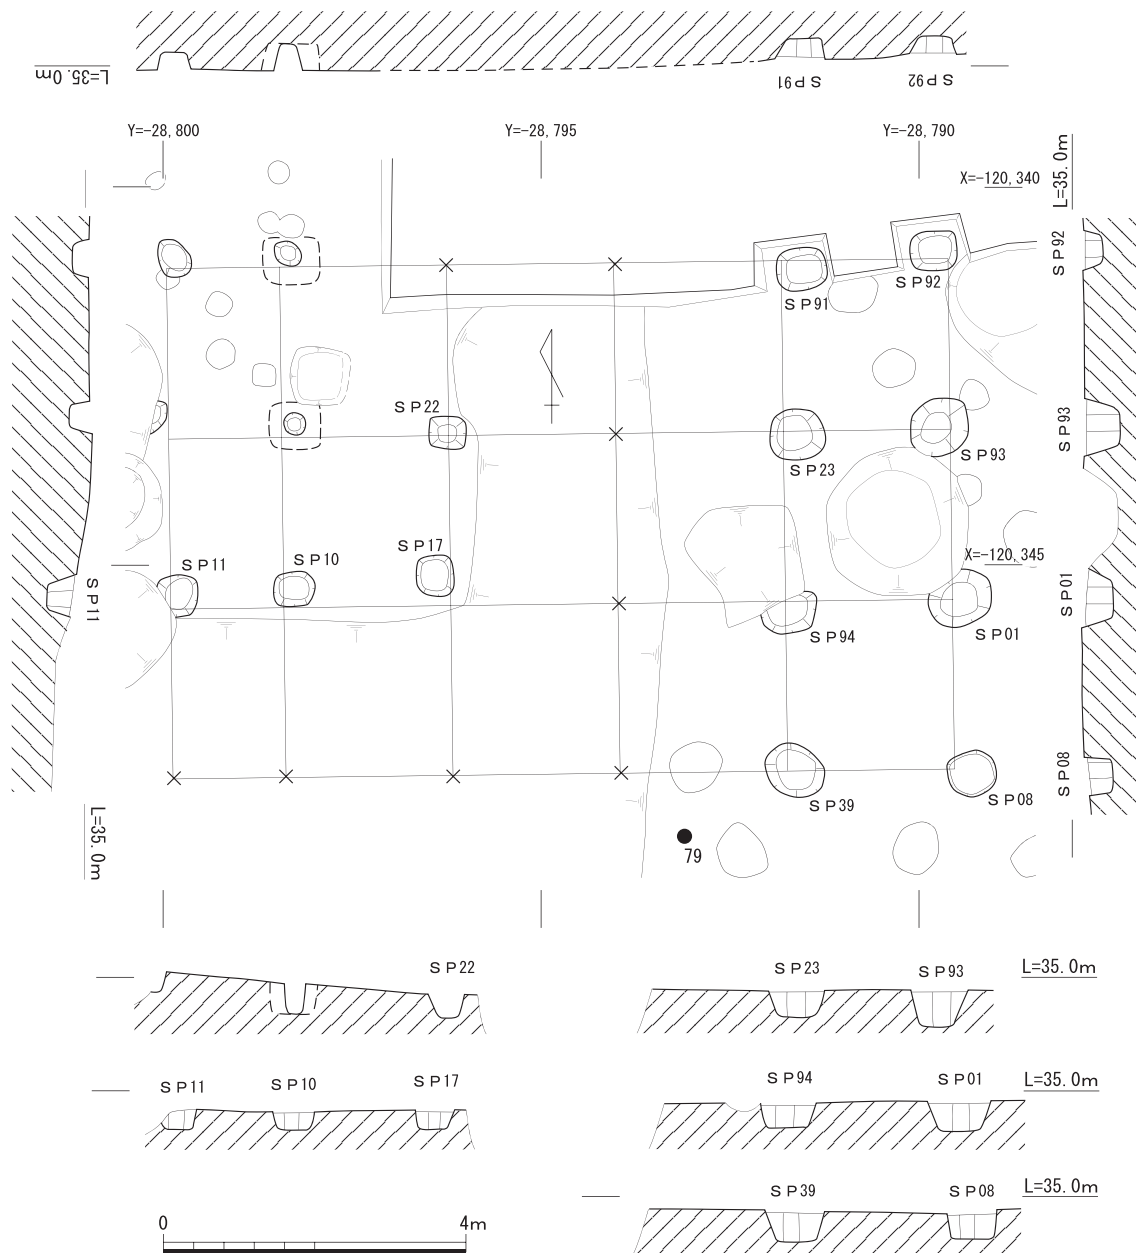 L=35.0m
SP91
SP92
Y=-28,800
Y=-28,795
Y=-28,790
X=-120,340
L=35.0m
SP92
SP91
SP92
SP22
SP23
SP93
SP93
SP11
SP10
SP17
X=-120,345
SP11
SP94
SP01
SP01
SP39
SP08
SP08
L=35.0m
79
SP22
SP23
SP93
L=35.0m
SP11
SP10
SP17
SP94
SP01
L=35.0m
SP39
SP08
L=35.0m
0
4m